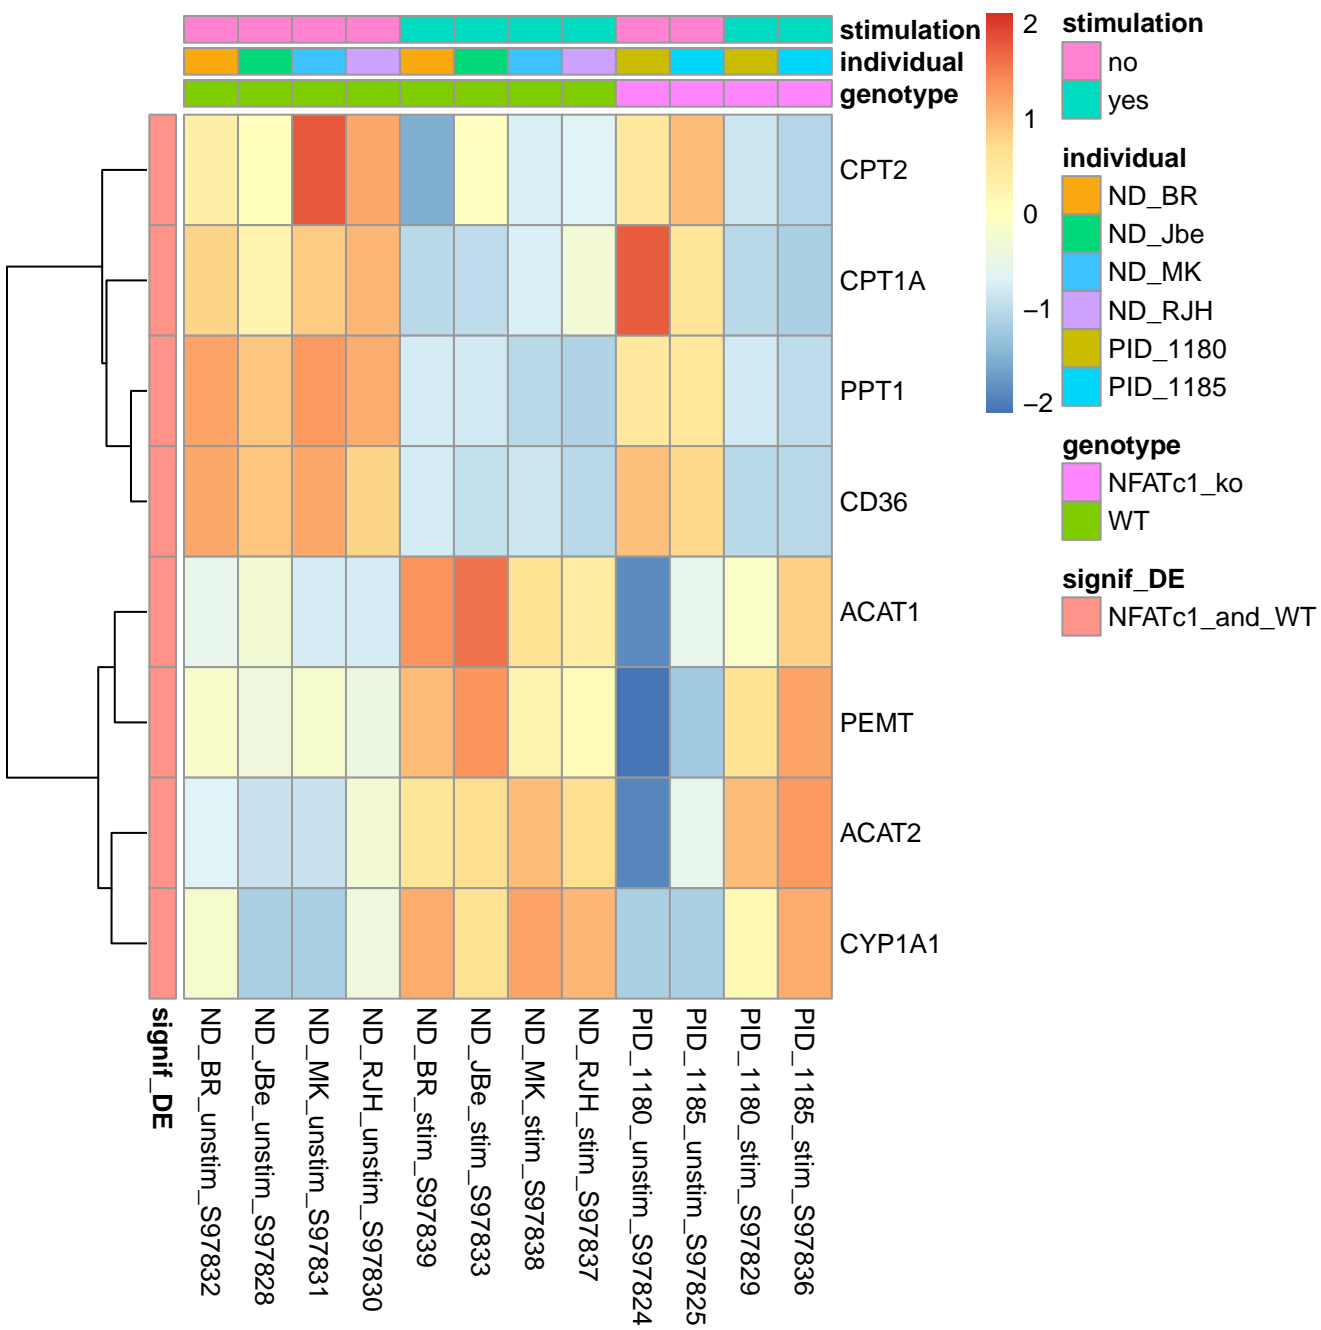 stimulation
individual
genotype
CPT2
CPT1A
PPT1
CD36
ACAT1
PEMT
ACAT2
CYP1A1
signif_DE
ND_BR_unstim_S97832
ND_JBe_unstim_S97828
ND_MK_unstim_S97831
ND_RJH_unstim_S97830
ND_BR_stim_S97839
ND_JBe_stim_S97833
ND_MK_stim_S97838
ND_RJH_stim_S97837
PID_1180_unstim_S97824
PID_1185_unstim_S97825
PID_1180_stim_S97829
PID_1185_stim_S97836
2
1
0
−1
−2
stimulation
no
yes
individual
ND_BR
ND_Jbe
ND_MK
ND_RJH
PID_1180
PID_1185
genotype
NFATc1_ko
WT
signif_DE
NFATc1_and_WT